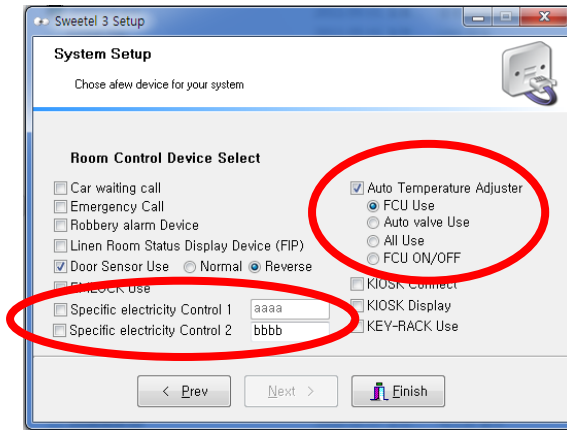 Sweetel 3 Setup
System Setup
Chose afew device for your system
Room Control Device Select
Car waiting call
Emergency Call
Robbery alarm Device
Linen Room Status Display Device (FIP)
Door Sensor Use Normal Reverse
EMLOCK Use
Specific electricity Control 1 aaaa
Specific electricity Control 2 bbbb
Auto Temperature Adjuster
FCU Use
Auto valve Use
All Use
FCU ON/OFF
KIOSK Connect
KIOSK Display
KEY-RACK Use
< Prev
Next >
Finish